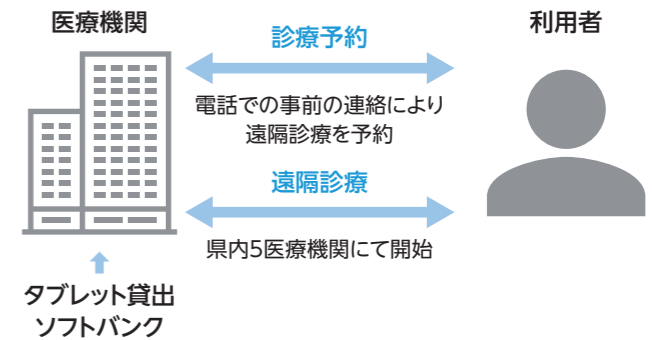 医療機関
診療予約
利用者
電話での事前の連絡により
遠隔診療を予約
遠隔診療
県内5医療機関にて開始
タブレット貸出
ソフトバンク